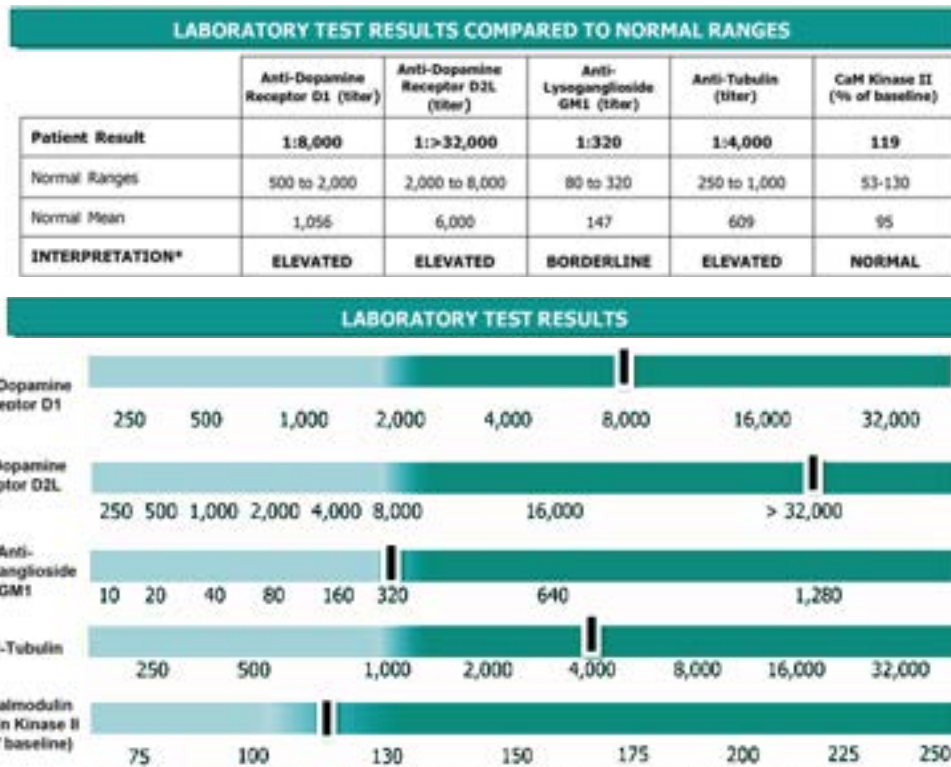 LABORATORY TEST RESULTS COMPARED TO NORMAL RANGES
Anti-Dopamine Receptor D1 (titer) Anti-Dopamine Receptor D2L (titer) Anti-Lysoganglioside GM1 (titer) Anti-Tubulin (titer) CaM Kinase II (% of baseline)
Patient Result 1:8,000 1:>32,000 1:320 1:4,000 119
Normal Ranges 500 to 2,000 2,000 to 8,000 80 to 320 250 to 1,000 53-130
Normal Mean 1,056 6,000 147 609 95
INTERPRETATION* ELEVATED ELEVATED BORDERLINE ELEVATED NORMAL
LABORATORY TEST RESULTS
Dopamine
eptor D1
250 500 1,000 2,000 4,000 8,000 16,000 32,000
opamine
ptor D2L
250 500 1,000 2,000 4,000 8,000 16,000 > 32,000
Anti-
anglioside
GM1
10 20 40 80 160 320 640 1,280
-Tubulin
250 500 1,000 2,000 4,000 8,000 16,000 32,000
almodulin
in Kinase II
baseline)
75 100 130 150 175 200 225 250